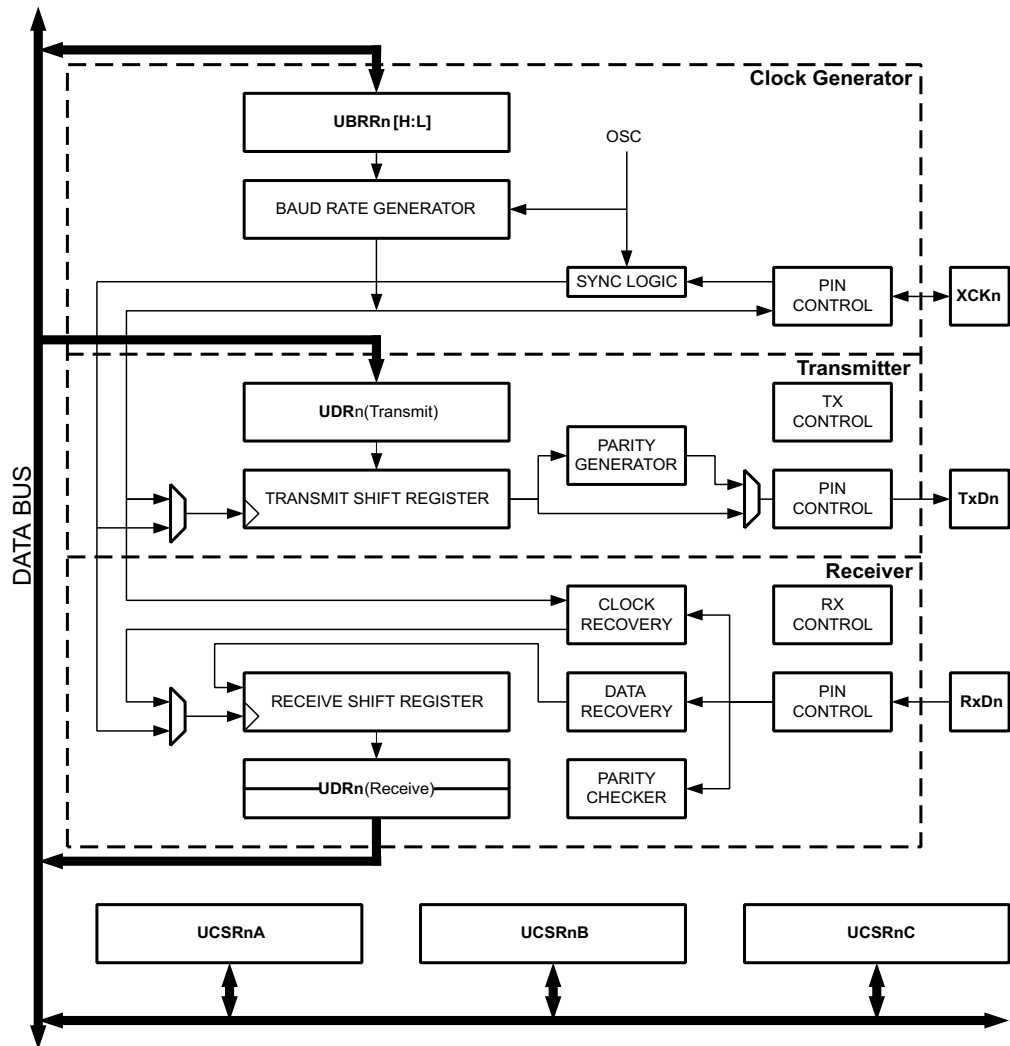 Clock Generator
UBRRn [H:L]
OSC
BAUD RATE GENERATOR
SYNC LOGIC
PIN
CONTROL
XCKn
Transmitter
UDRn(Transmit)
TX
CONTROL
PARITY
GENERATOR
TRANSMIT SHIFT REGISTER
PIN
CONTROL
TxDn
DATA BUS
Receiver
CLOCK
RECOVERY
RX
CONTROL
RECEIVE SHIFT REGISTER
DATA
RECOVERY
PIN
CONTROL
RxDn
UDRn(Receive)
PARITY
CHECKER
UCSRnA
UCSRnB
UCSRnC